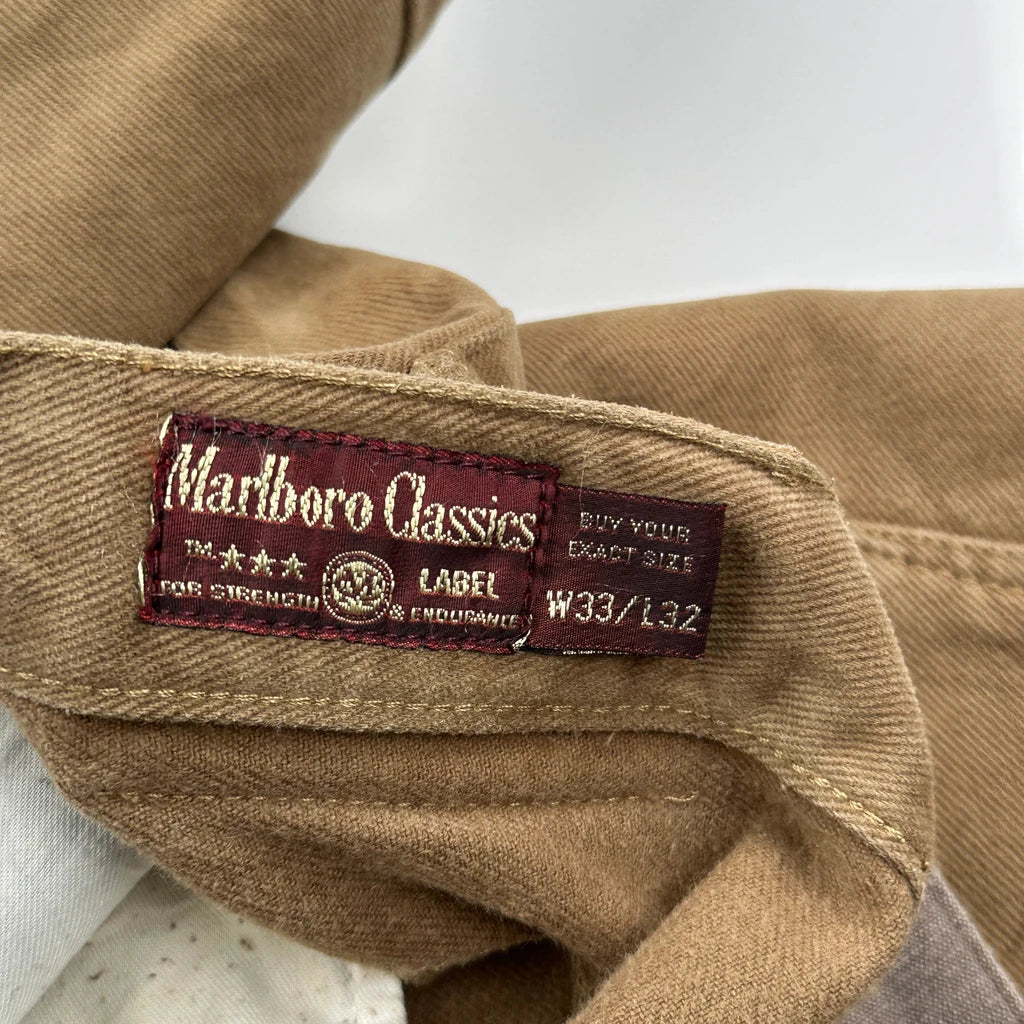 Marlboro Classics
TM ★★★ LABEL
FOR STRENGTH & ENDURANCE
BUY YOUR
EXACT SIZE
W33/L32